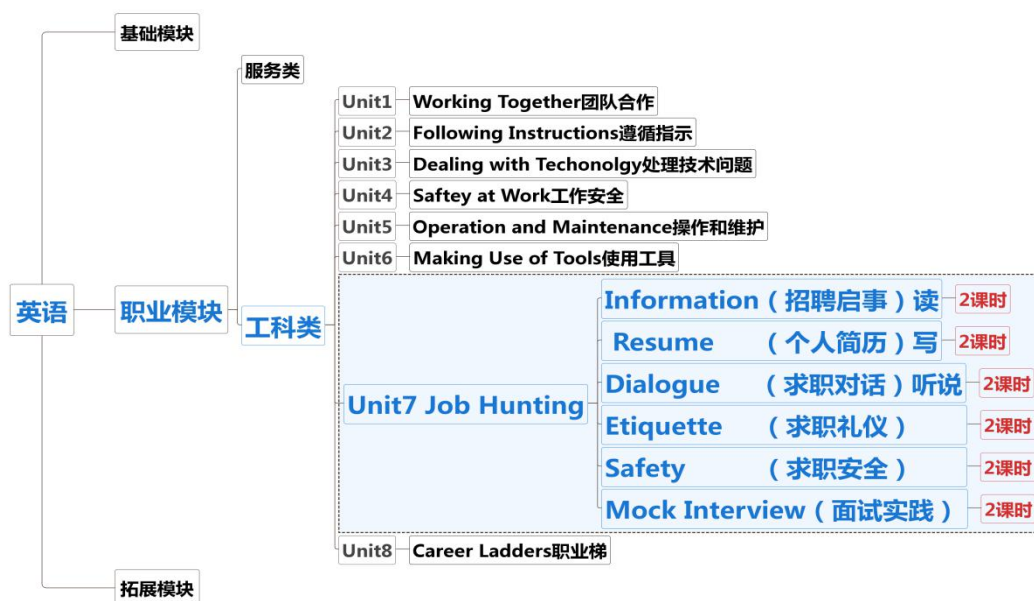 基础模块
服务类
Unit1 Working Together团队合作
Unit2 Following Instructions遵循指示
Unit3 Dealing with Techonolgy处理技术问题
Unit4 Saftey at Work工作安全
Unit5 Operation and Maintenance操作和维护
Unit6 Making Use of Tools使用工具
英语
职业模块
工科类
Unit7 Job Hunting
Information（招聘启事）读 2课时
Resume （个人简历）写 2课时
Dialogue （求职对话）听说 2课时
Etiquette （求职礼仪） 2课时
Safety （求职安全） 2课时
Mock Interview（面试实践） 2课时
Unit8 Career Ladders职业梯
拓展模块